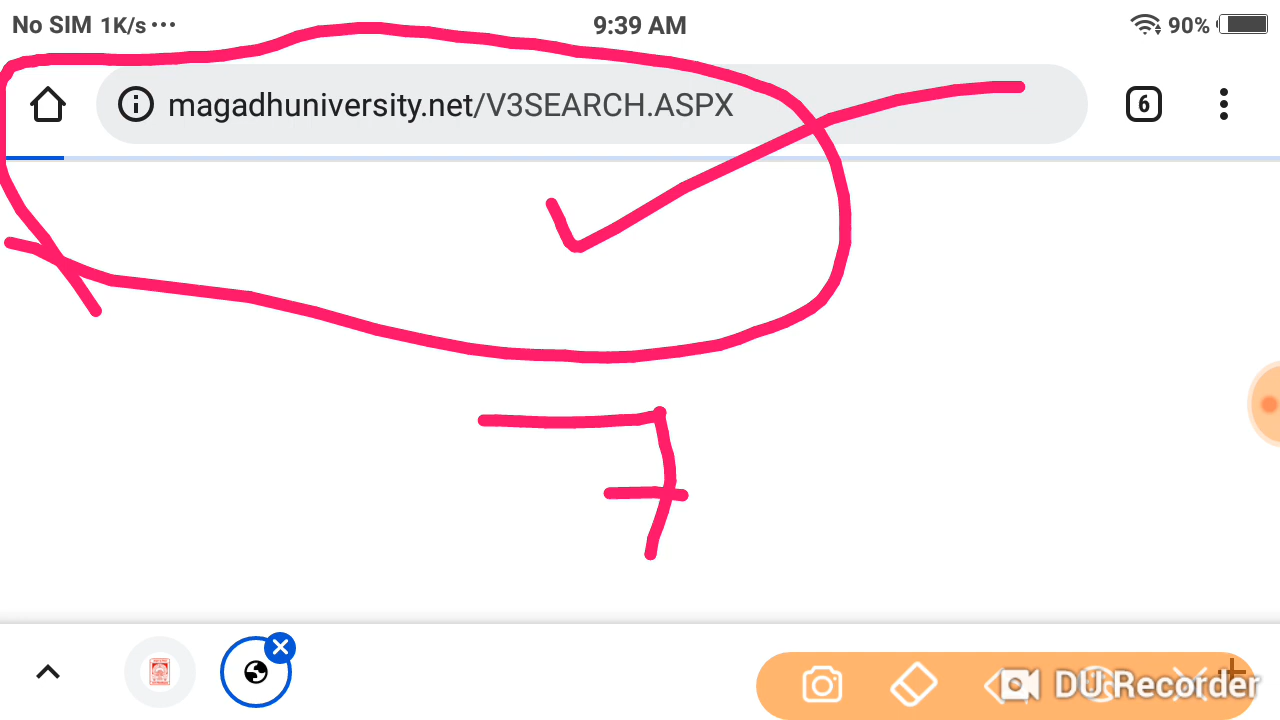 No SIM 1K/s... 9:39 AM 90%
magadhuniversity.net/V3SEARCH.ASPX 6
7
DU Recorder